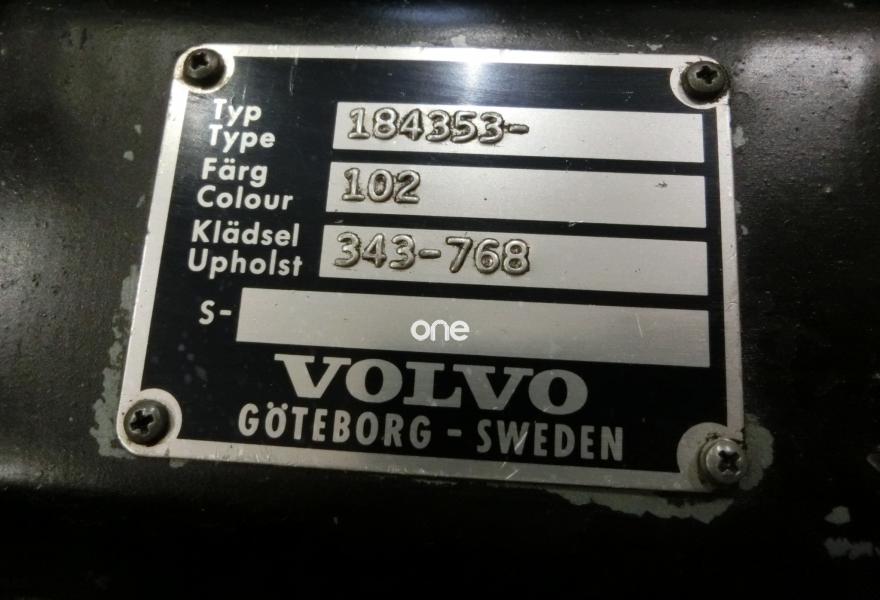 Typ
Type
184353-
Färg
Colour
102
Klädsel
Upholst
343-768
S-
one
VOLVO
GÖTEBORG - SWEDEN